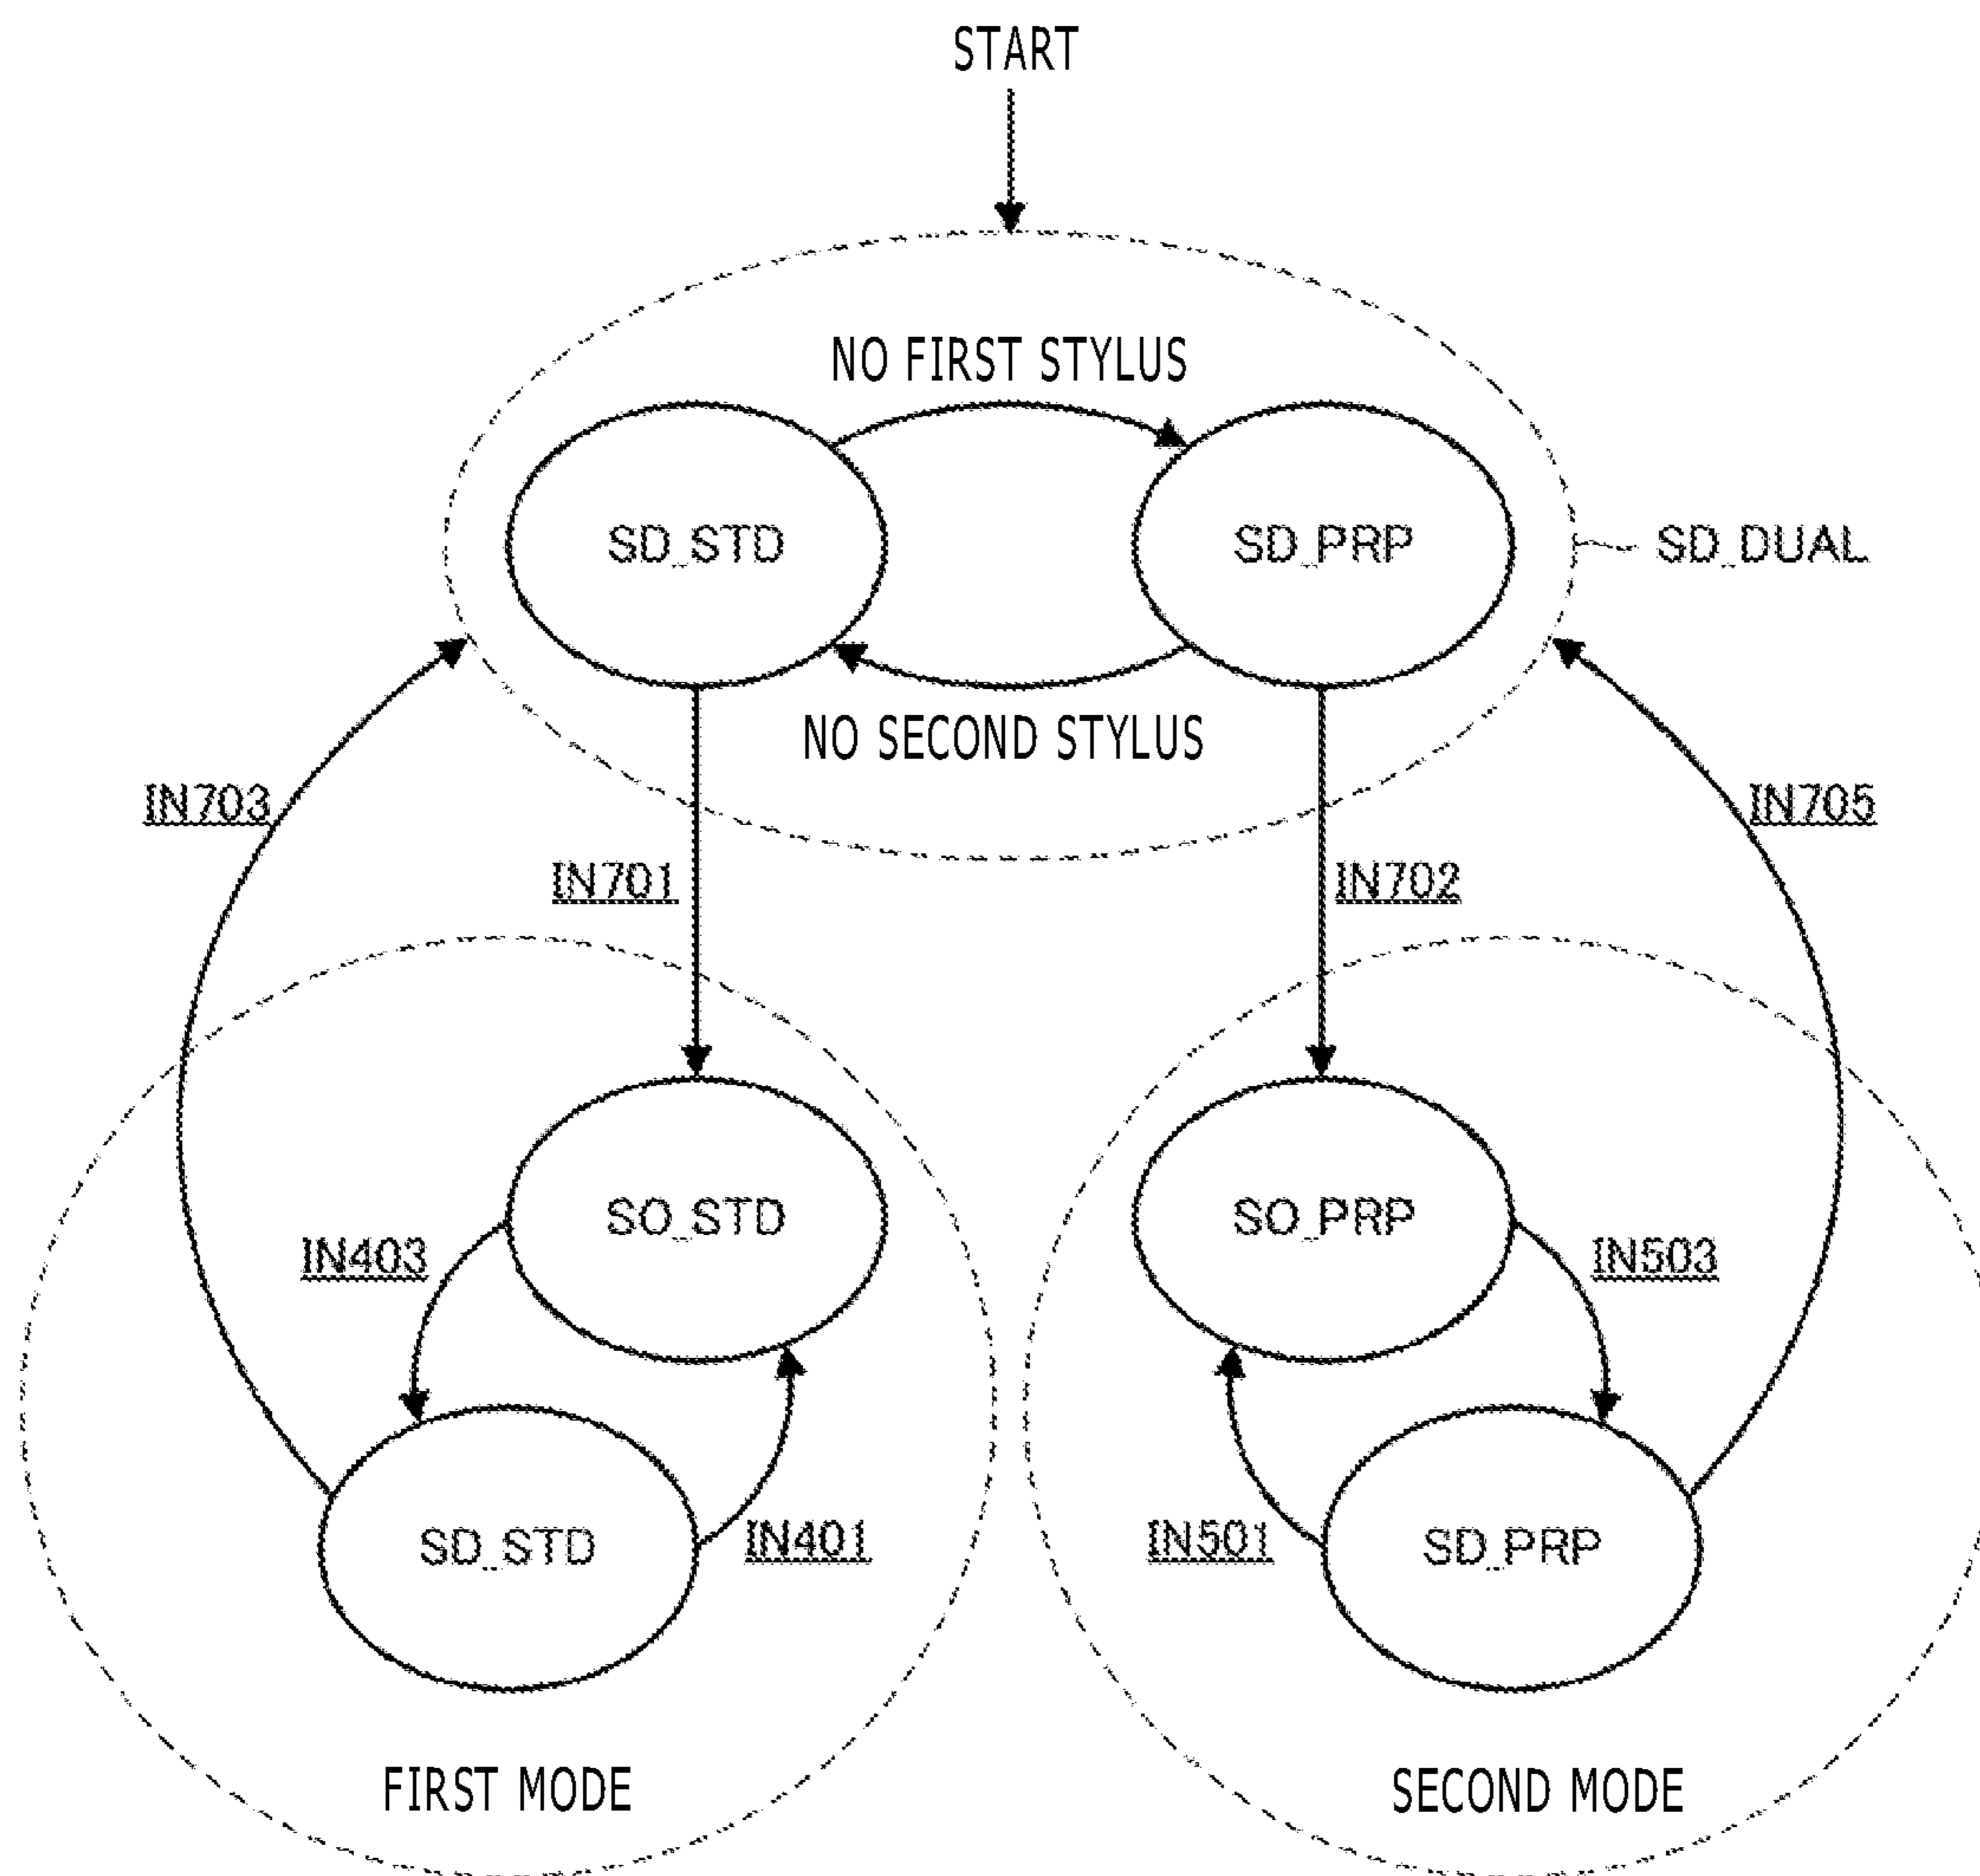 START
NO FIRST STYLUS
SD_STD
SD_PRP
SD_DUAL
NO SECOND STYLUS
IN703
IN705
IN701
IN702
SO_STD
SO_PRP
IN403
IN503
SD_STD
IN401
IN501
SD_PRP
FIRST MODE
SECOND MODE